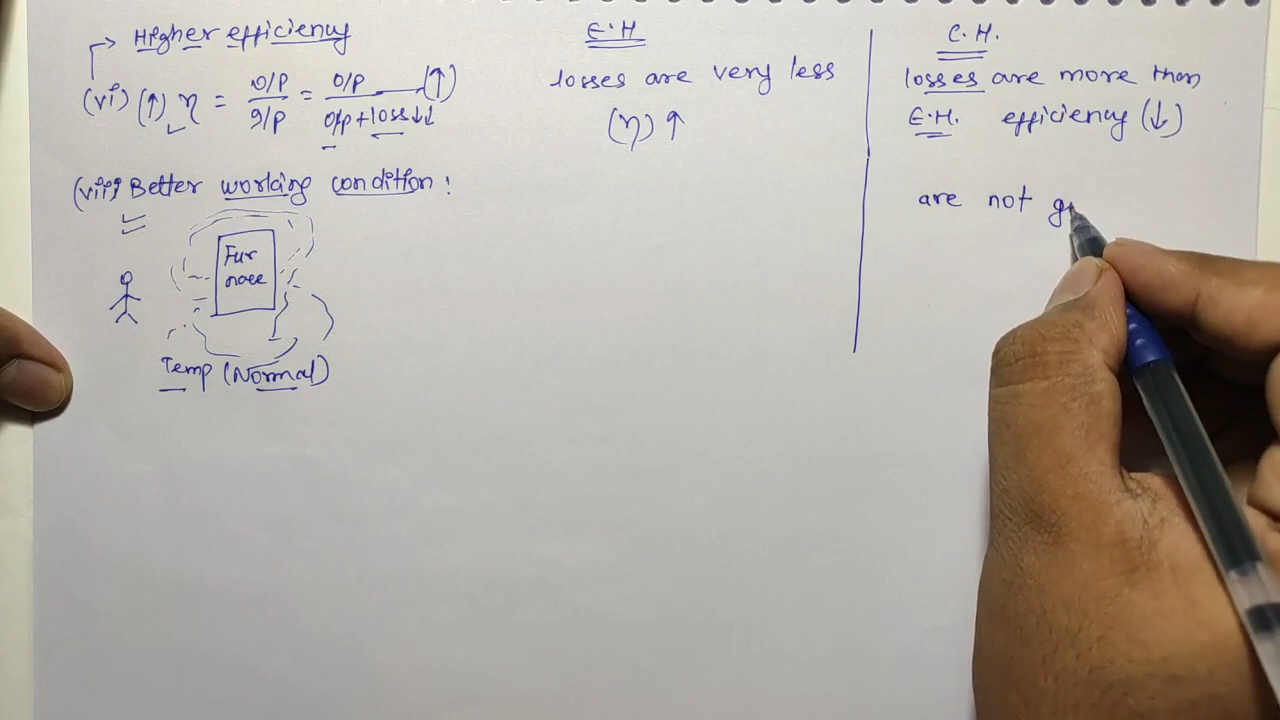 Higher efficiency
(vi) (↑) η = O/P / I/P = O/P / O/P + loss↓↓ (↑)
(vii) Better working condition :
Fur
nace
Temp (Normal)
E.H
losses are very less
(η) ↑
C.H.
losses are more than
E.H. efficiency (↓)
are not g